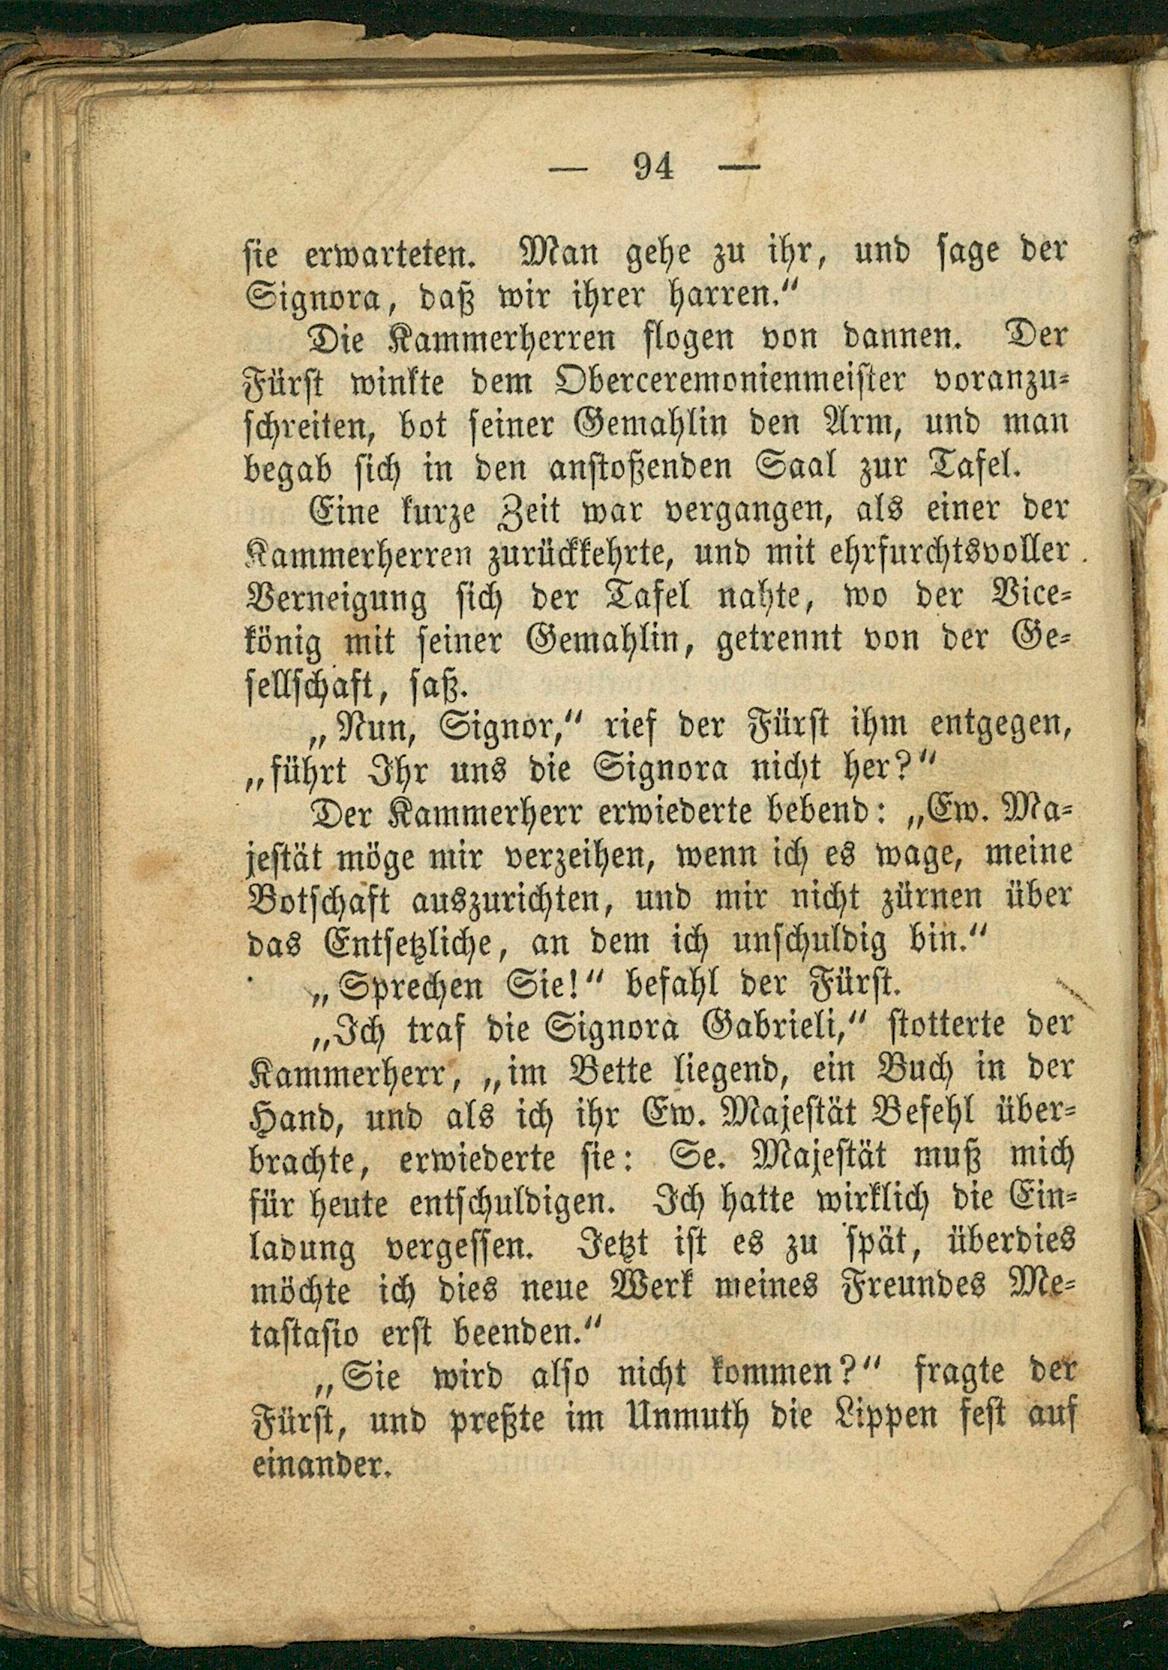 — 94 —
sie erwarteten. Man gehe zu ihr, und sage der
Signora, daß wir ihrer harren.“
Die Kammerherren flogen von dannen. Der
Fürst winkte dem Oberceremonienmeister voranzu-
schreiten, bot seiner Gemahlin den Arm, und man
begab sich in den anstoßenden Saal zur Tafel.
Eine kurze Zeit war vergangen, als einer der
Kammerherren zurückkehrte, und mit ehrfurchtsvoller
Verneigung sich der Tafel nahte, wo der Vice-
könig mit seiner Gemahlin, getrennt von der Ge-
sellschaft, saß.
„Nun, Signor,“ rief der Fürst ihm entgegen,
„führt Ihr uns die Signora nicht her?“
Der Kammerherr erwiederte bebend: „Ew. Ma-
jestät möge mir verzeihen, wenn ich es wage, meine
Botschaft auszurichten, und mir nicht zürnen über
das Entsetzliche, an dem ich unschuldig bin.“
„Sprechen Sie!“ befahl der Fürst.
„Ich traf die Signora Gabrieli,“ stotterte der
Kammerherr, „im Bette liegend, ein Buch in der
Hand, und als ich ihr Ew. Majestät Befehl über-
brachte, erwiederte sie: Se. Majestät muß mich
für heute entschuldigen. Ich hatte wirklich die Ein-
ladung vergessen. Jetzt ist es zu spät, überdies
möchte ich dies neue Werk meines Freundes Me-
tastasio erst beenden.“
„Sie wird also nicht kommen?“ fragte der
Fürst, und preßte im Unmuth die Lippen fest auf
einander.